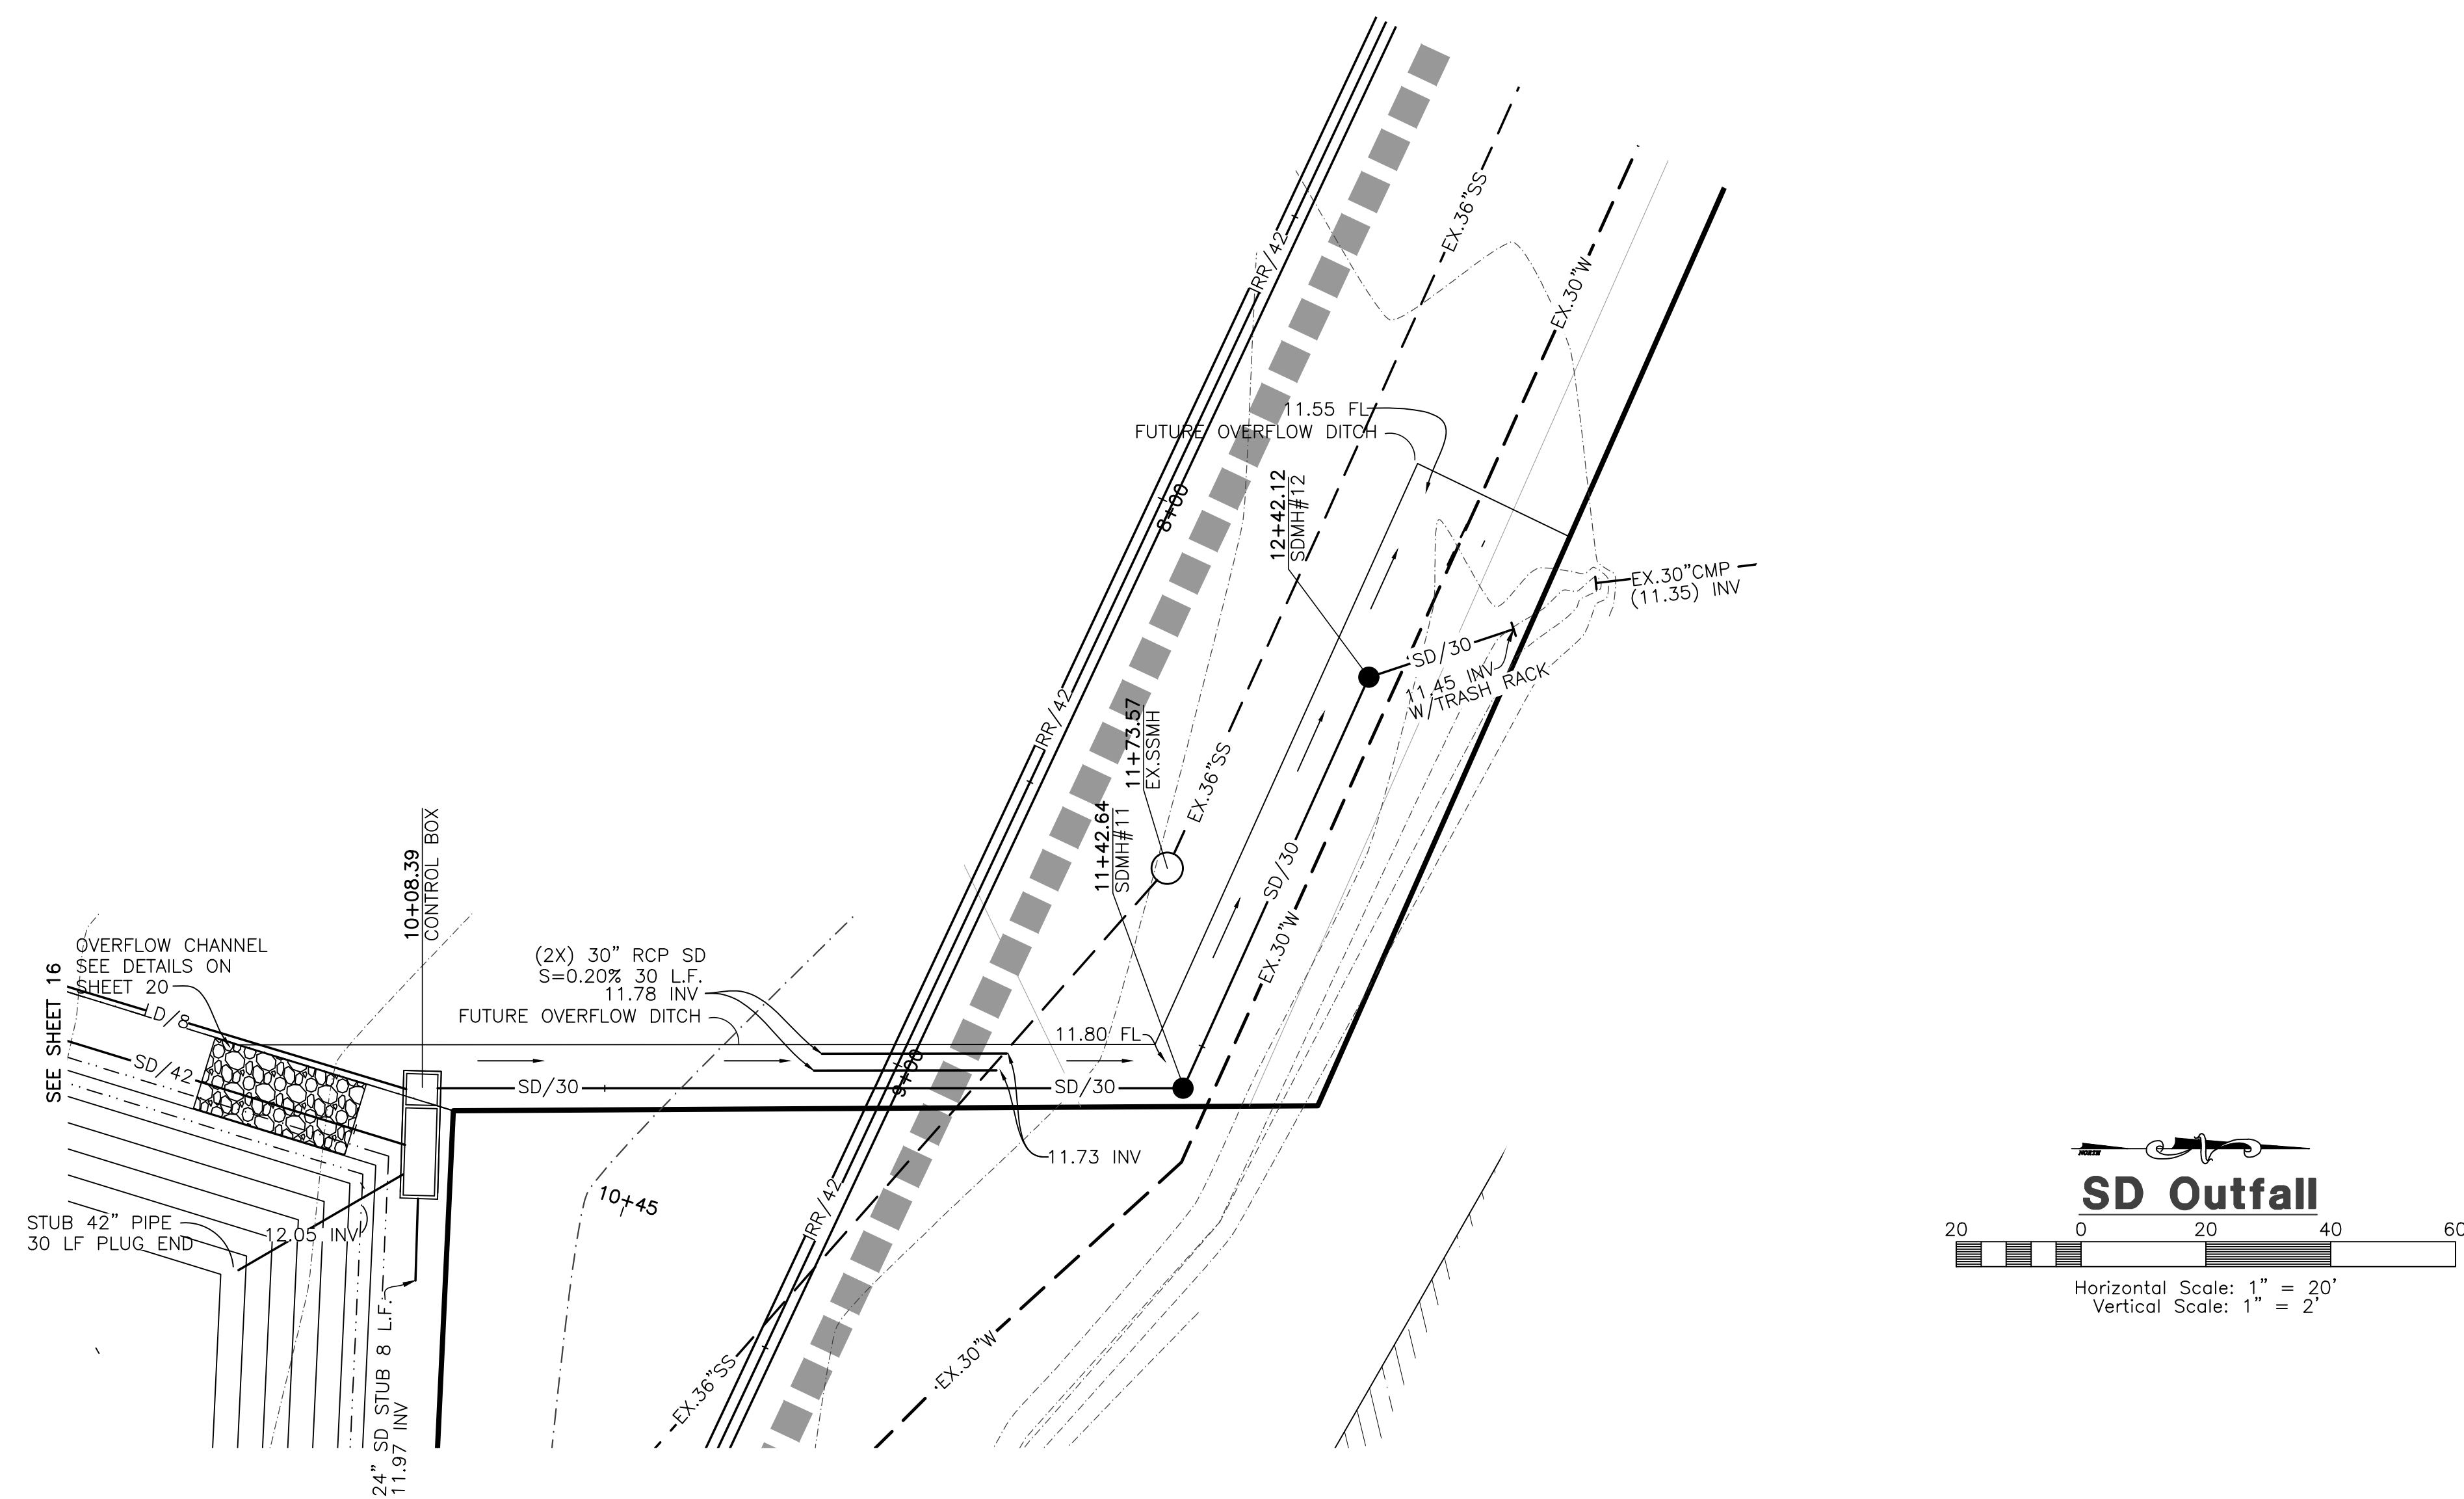 EX.36"SS
RR/42
EX.30"W
11.55 FL
FUTURE OVERFLOW DITCH
8+00
12+42.12
SDMH#12
EX.30"CMP
(11.35) INV
SD/30
11.45 INV
W/TRASH RACK
RR/42
11+73.57
EX.SSMH
EX.36"SS
11+42.64
SDMH#11
SD/30
EX.30"W
10+08.39
CONTROL BOX
OVERFLOW CHANNEL
SEE DETAILS ON
SHEET 20
SEE SHEET 16
D/8
SD/42
(2X) 30" RCP SD
S=0.20% 30 L.F.
11.78 INV
FUTURE OVERFLOW DITCH
11.80 FL
9+00
SD/30
SD/30
11.73 INV
10+45
RR/42
STUB 42" PIPE
30 LF PLUG END
12.05 INV
24" SD STUB 8 L.F.
11.97 INV
EX.36"SS
EX.30"W
NORTH
SD Outfall
20 0 20 40 60
Horizontal Scale: 1" = 20'
Vertical Scale: 1" = 2'